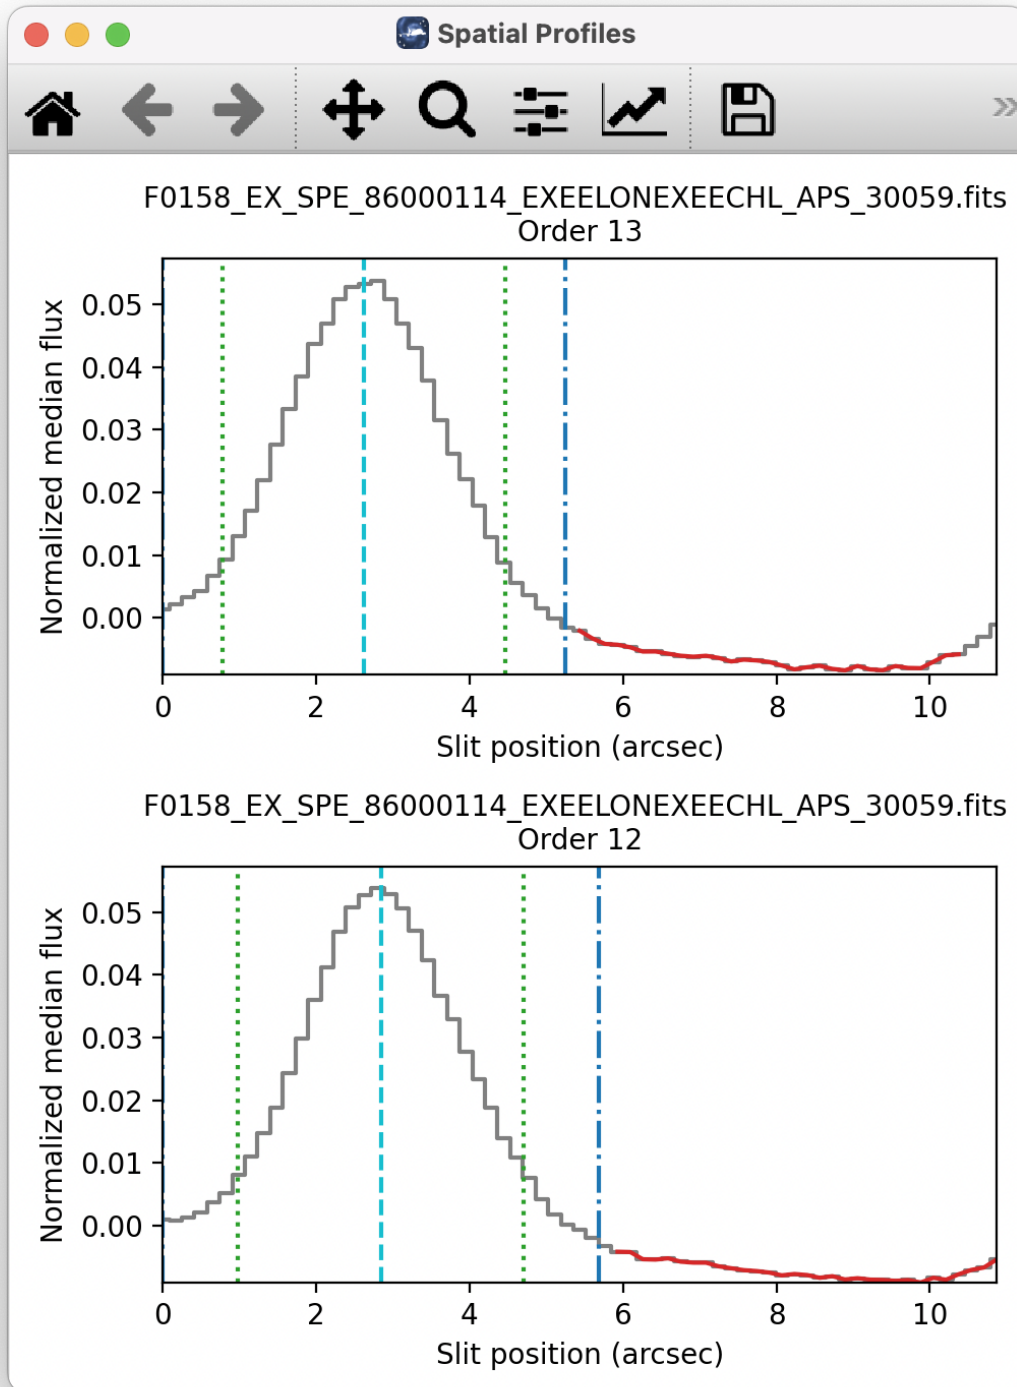 Spatial Profiles
F0158_EX_SPE_86000114_EXEELONEXEECHL_APS_30059.fits
Order 13
Normalized median flux
0.05
0.04
0.03
0.02
0.01
0.00
0 2 4 6 8 10
Slit position (arcsec)
F0158_EX_SPE_86000114_EXEELONEXEECHL_APS_30059.fits
Order 12
Normalized median flux
0.05
0.04
0.03
0.02
0.01
0.00
0 2 4 6 8 10
Slit position (arcsec)